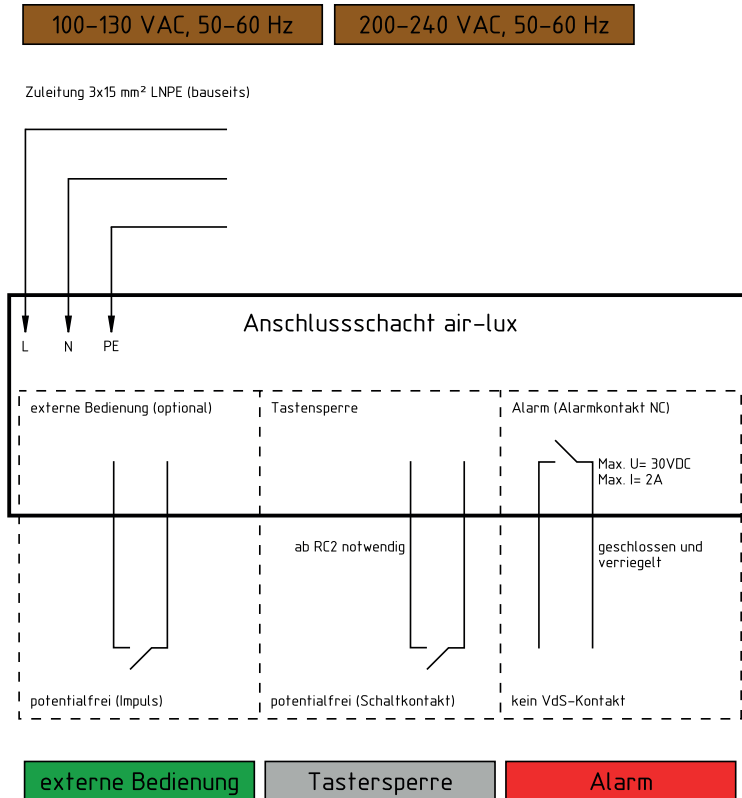 100-130 VAC, 50-60 Hz
200-240 VAC, 50-60 Hz
Zuleitung 3x15 mm² LNPE (bauseits)
Anschlussschacht air-lux
L
N
PE
externe Bedienung (optional)
Tastensperre
Alarm (Alarmkontakt NC)
Max. U= 30VDC
Max. I= 2A
ab RC2 notwendig
geschlossen und
verriegelt
potentialfrei (Impuls)
potentialfrei (Schaltkontakt)
kein VdS-Kontakt
externe Bedienung
Tastersperre
Alarm